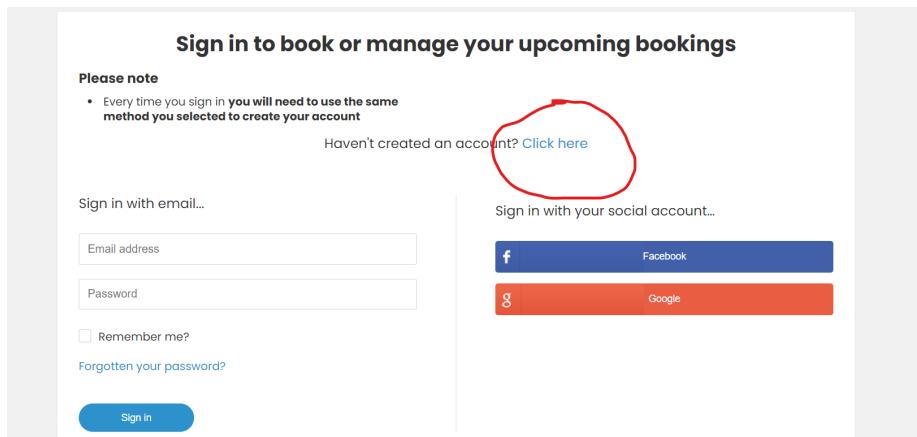 Sign in to book or manage your upcoming bookings
Please note
• Every time you sign in you will need to use the same
method you selected to create your account
Haven't created an account? Click here
Sign in with email...
Email address
Password
Remember me?
Forgotten your password?
Sign in
Sign in with your social account...
f Facebook
g Google